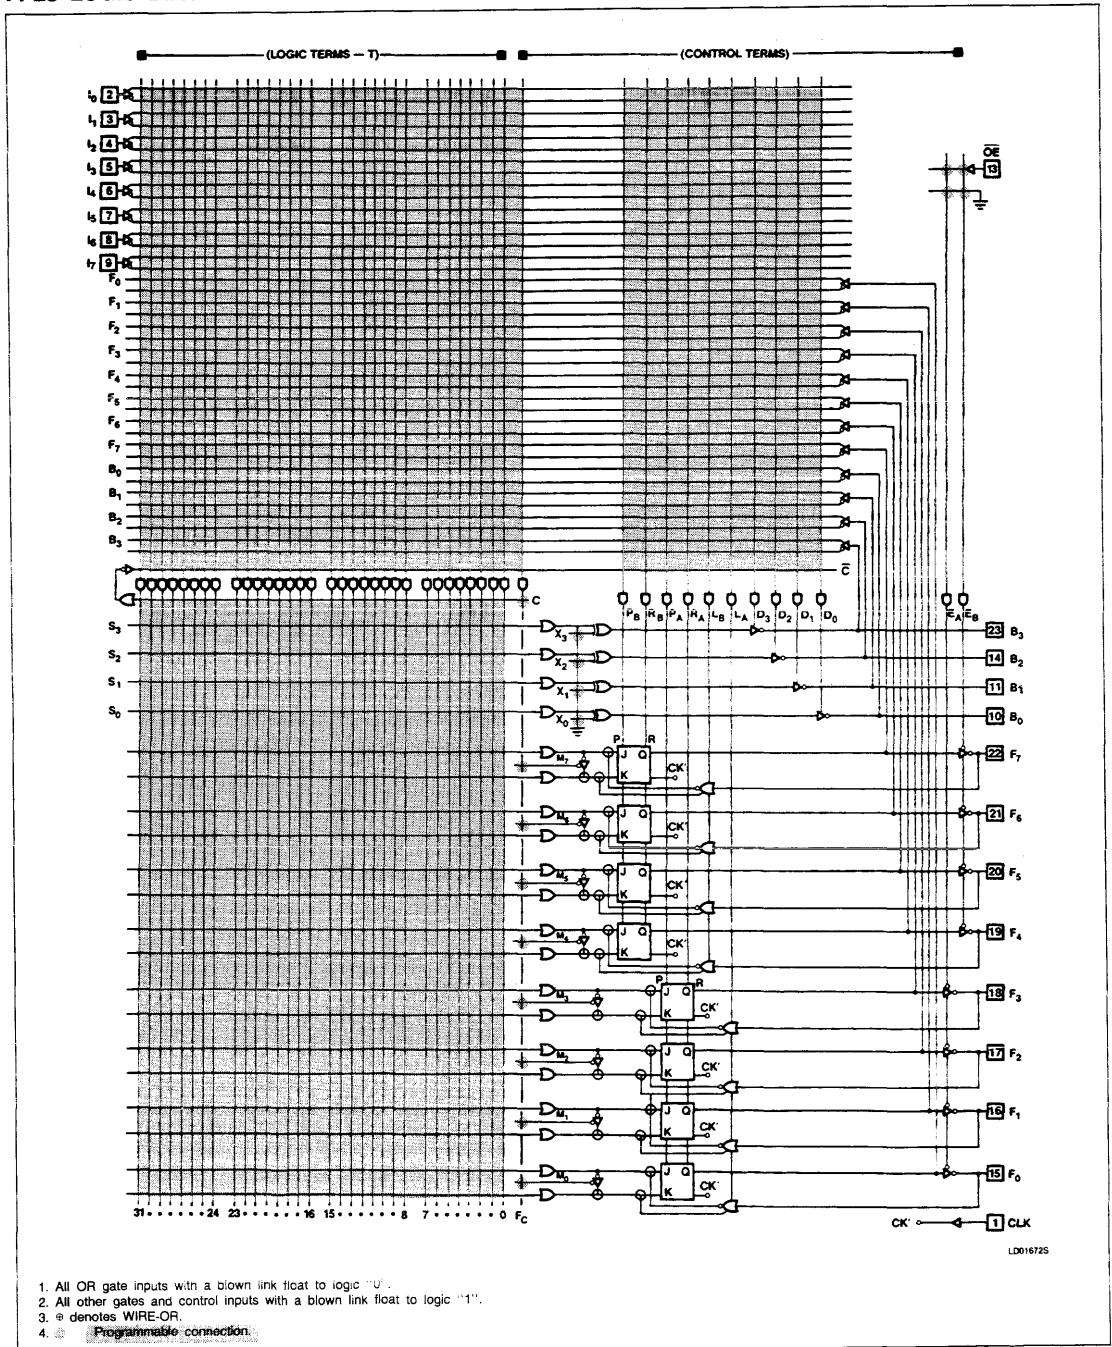 (LOGIC TERMS — T)
(CONTROL TERMS)
I0 2
I1 3
I2 4
I3 5
I4 6
I5 7
I6 8
I7 9
OE
13
F0
F1
F2
F3
F4
F5
F6
F7
B0
B1
B2
B3
C
C
PB RB PA RA LB LA D3 D2 D1 D0
EA EB
S3 X3 23 B3
S2 X2 14 B2
S1 X1 11 B1
S0 X0 10 B0
P R
M7 J Q K CK' 22 F7
M6 J Q K CK' 21 F6
M5 J Q K CK' 20 F5
M4 J Q K CK' 19 F4
P R
M3 J Q K CK' 18 F3
M2 J Q K CK' 17 F2
M1 J Q K CK' 16 F1
M0 J Q K CK' 15 F0
31 • • • • • • 24 23 • • • • • • 16 15 • • • • • • 8 7 • • • • • • 0 FC
CK' 1 CLK
LD01672S
1. All OR gate inputs with a blown link float to logic "0".
2. All other gates and control inputs with a blown link float to logic "1".
3. ⊕ denotes WIRE-OR.
4. Programmable connection.